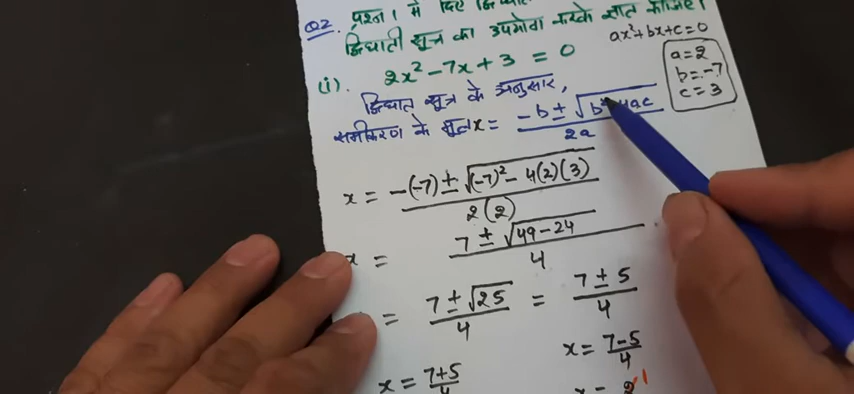 Q2. प्रश्न 1 में दिए
द्विघाती सूत्र का उपयोग करके ज्ञात कीजिए।
ax²+bx+c=0
(i). 2x² - 7x + 3 = 0
a=2
b=-7
c=3
द्विघात सूत्र के अनुसार,
समीकरण के मूल x = (-b ± √(b²-4ac))/2a
x = (-(-7) ± √((-7)² - 4(2)(3)))/2(2)
x = (7 ± √(49-24))/4
= (7 ± √25)/4 = (7 ± 5)/4
x = (7+5)/4
x = (7-5)/4
x = 2 1